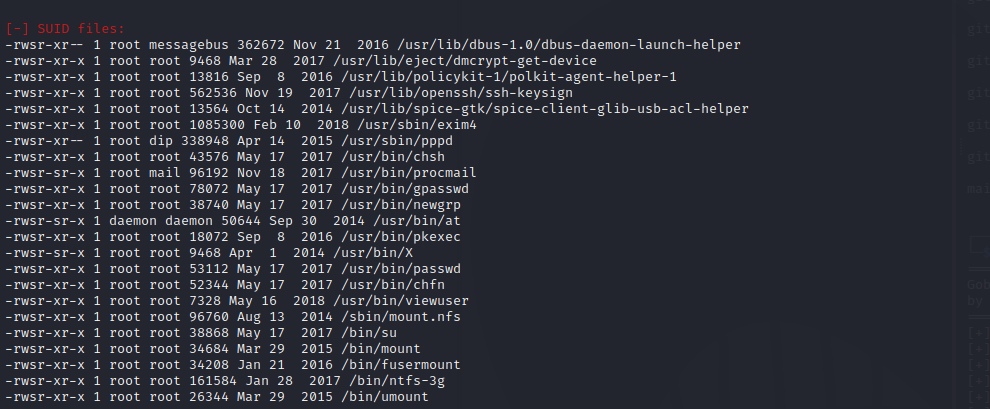 [-] SUID files:
-rwsr-xr-- 1 root messagebus 362672 Nov 21  2016 /usr/lib/dbus-1.0/dbus-daemon-launch-helper
-rwsr-xr-x 1 root root 9468 Mar 28  2017 /usr/lib/eject/dmcrypt-get-device
-rwsr-xr-x 1 root root 13816 Sep  8  2016 /usr/lib/policykit-1/polkit-agent-helper-1
-rwsr-xr-x 1 root root 562536 Nov 19  2017 /usr/lib/openssh/ssh-keysign
-rwsr-xr-x 1 root root 13564 Oct 14  2014 /usr/lib/spice-gtk/spice-client-glib-usb-acl-helper
-rwsr-xr-x 1 root root 1085300 Feb 10  2018 /usr/sbin/exim4
-rwsr-xr-- 1 root dip 338948 Apr 14  2015 /usr/sbin/pppd
-rwsr-xr-x 1 root root 43576 May 17  2017 /usr/bin/chsh
-rwsr-sr-x 1 root mail 96192 Nov 18  2017 /usr/bin/procmail
-rwsr-xr-x 1 root root 78072 May 17  2017 /usr/bin/gpasswd
-rwsr-xr-x 1 root root 38740 May 17  2017 /usr/bin/newgrp
-rwsr-sr-x 1 daemon daemon 50644 Sep 30  2014 /usr/bin/at
-rwsr-xr-x 1 root root 18072 Sep  8  2016 /usr/bin/pkexec
-rwsr-sr-x 1 root root 9468 Apr  1  2014 /usr/bin/X
-rwsr-xr-x 1 root root 53112 May 17  2017 /usr/bin/passwd
-rwsr-xr-x 1 root root 52344 May 17  2017 /usr/bin/chfn
-rwsr-xr-x 1 root root 7328 May 16  2018 /usr/bin/viewuser
-rwsr-xr-x 1 root root 96760 Aug 13  2014 /sbin/mount.nfs
-rwsr-xr-x 1 root root 38868 May 17  2017 /bin/su
-rwsr-xr-x 1 root root 34684 Mar 29  2015 /bin/mount
-rwsr-xr-x 1 root root 34208 Jan 21  2016 /bin/fusermount
-rwsr-xr-x 1 root root 161584 Jan 28  2017 /bin/ntfs-3g
-rwsr-xr-x 1 root root 26344 Mar 29  2015 /bin/umount